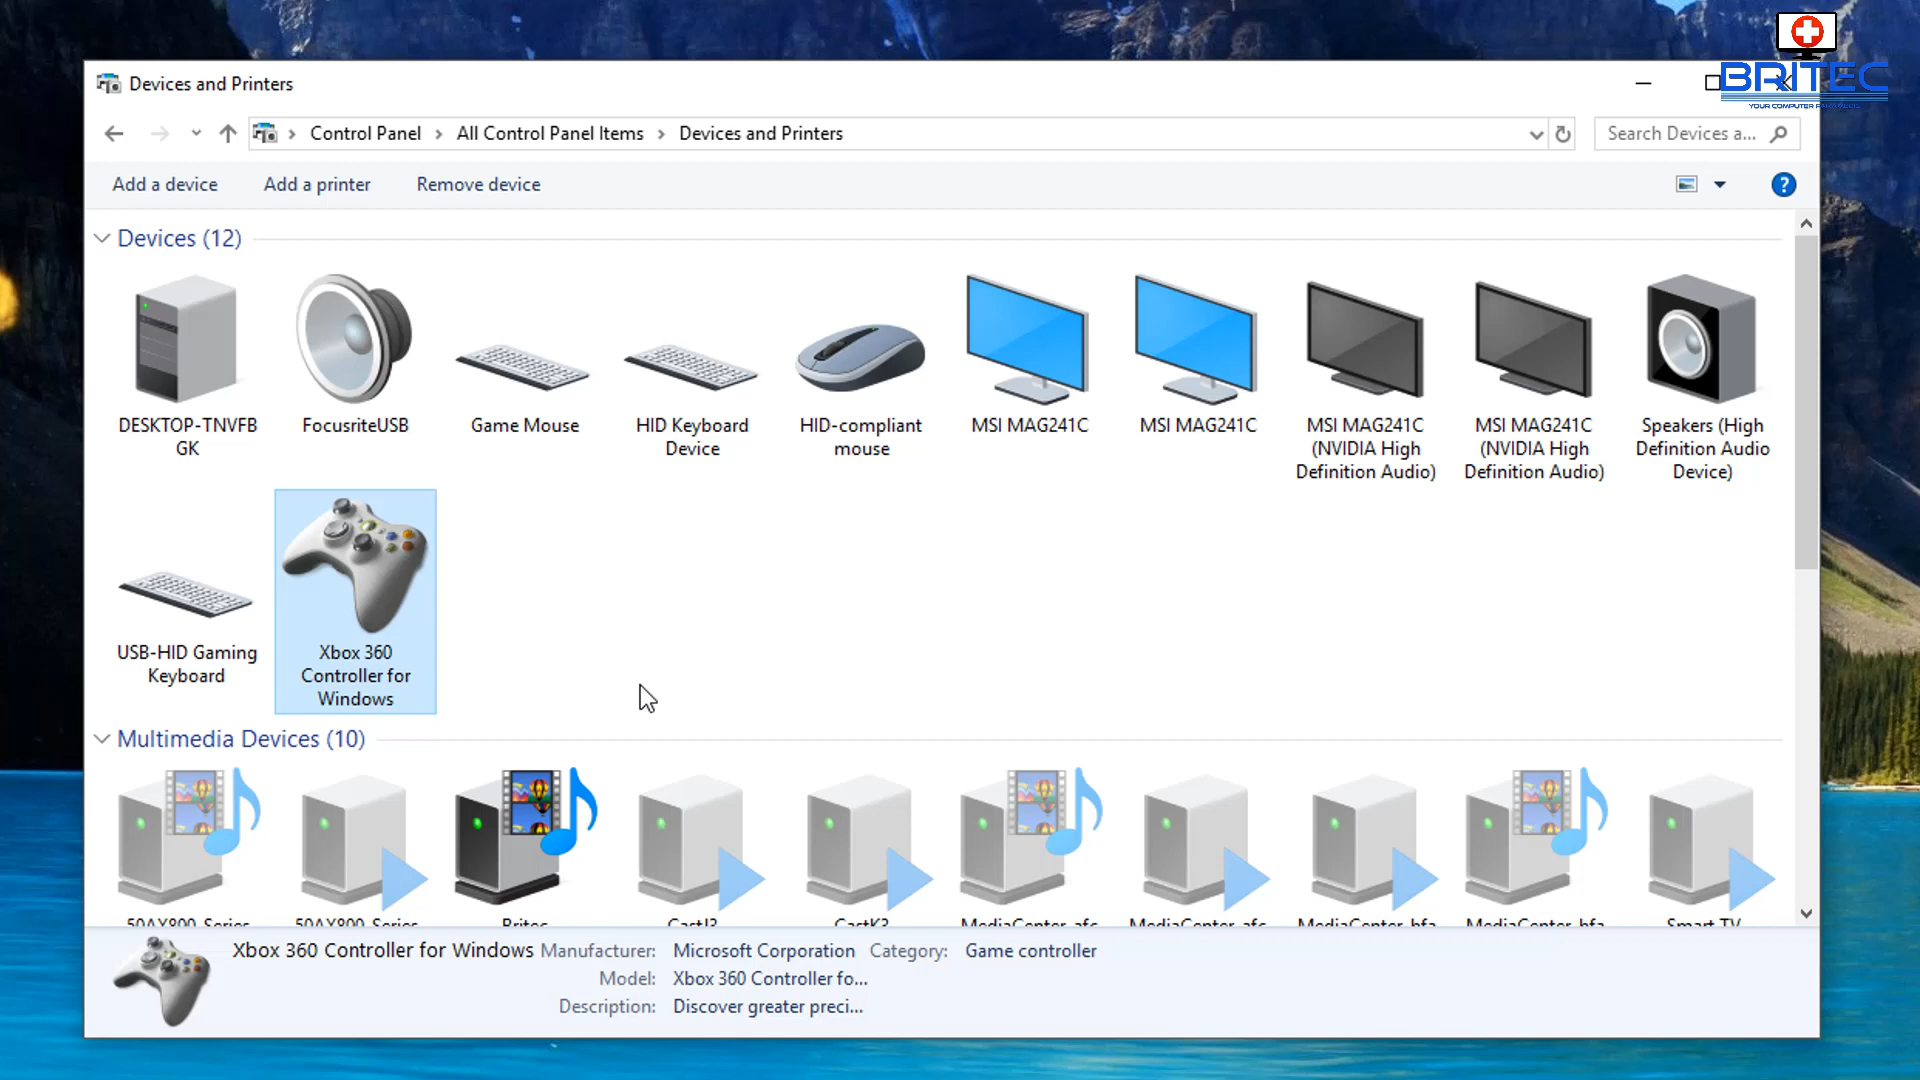 BRITEC
Devices and Printers
Control Panel All Control Panel Items Devices and Printers
Search Devices a...
Add a device Add a printer Remove device
?
Devices (12)
DESKTOP-TNVFB
GK
FocusriteUSB
Game Mouse
HID Keyboard
Device
HID-compliant
mouse
MSI MAG241C
MSI MAG241C
MSI MAG241C
(NVIDIA High
Definition Audio)
MSI MAG241C
(NVIDIA High
Definition Audio)
Speakers (High
Definition Audio
Device)
USB-HID Gaming
Keyboard
Xbox 360
Controller for
Windows
Multimedia Devices (10)
Xbox 360 Controller for Windows Manufacturer: Microsoft Corporation Category: Game controller
Model: Xbox 360 Controller fo...
Description: Discover greater preci...